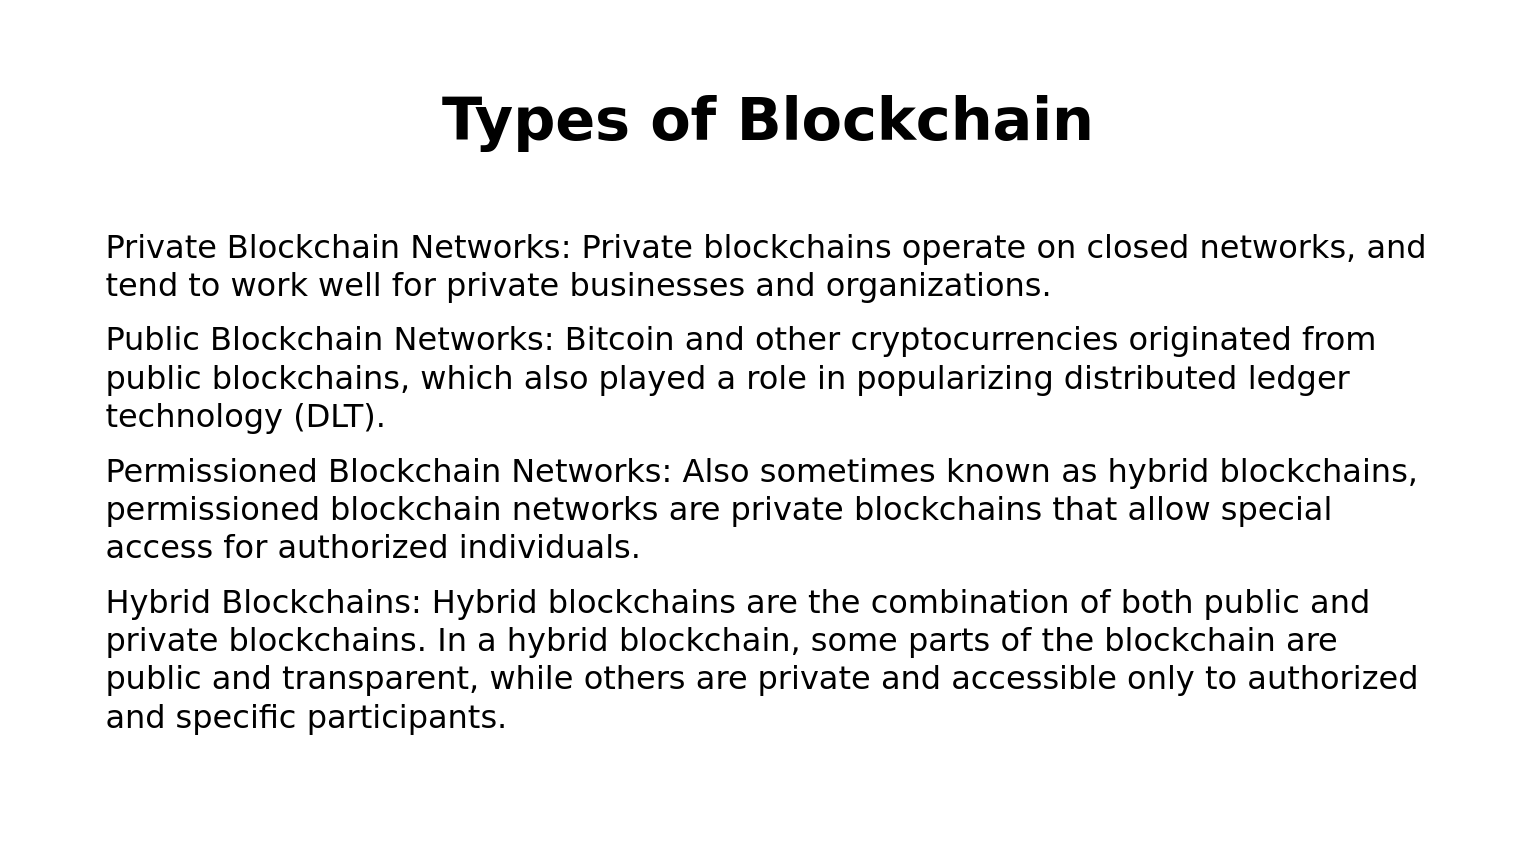 Types of Blockchain
Private Blockchain Networks: Private blockchains operate on closed networks, and
tend to work well for private businesses and organizations.
Public Blockchain Networks: Bitcoin and other cryptocurrencies originated from
public blockchains, which also played a role in popularizing distributed ledger
technology (DLT).
Permissioned Blockchain Networks: Also sometimes known as hybrid blockchains,
permissioned blockchain networks are private blockchains that allow special
access for authorized individuals.
Hybrid Blockchains: Hybrid blockchains are the combination of both public and
private blockchains. In a hybrid blockchain, some parts of the blockchain are
public and transparent, while others are private and accessible only to authorized
and specific participants.